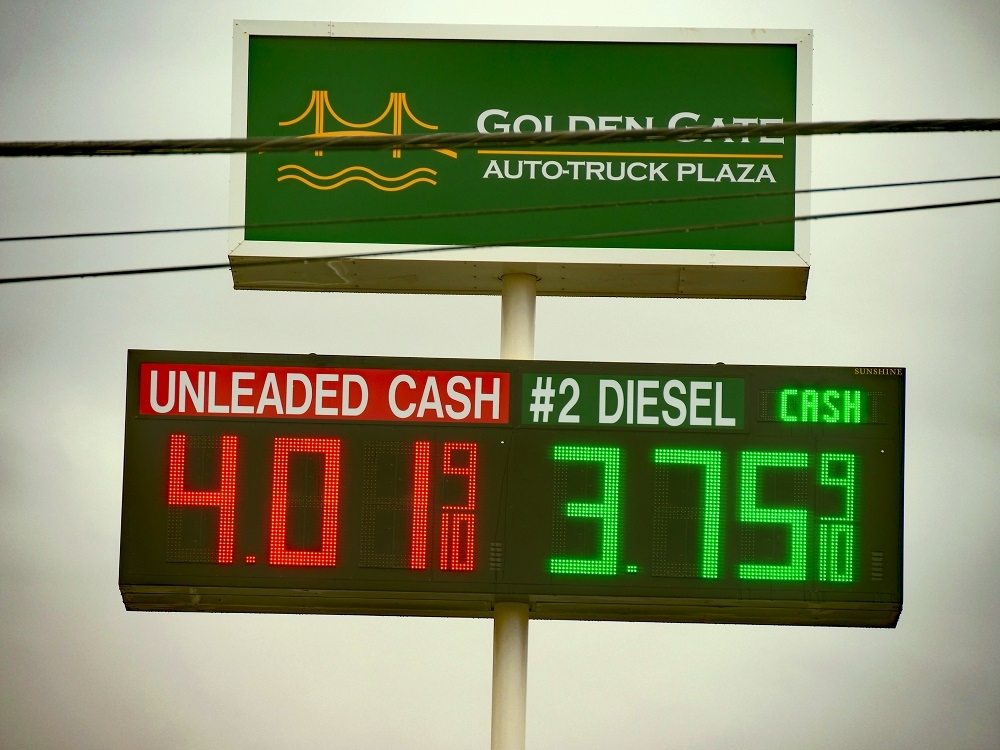 GOLDEN GATE
AUTO-TRUCK PLAZA
SUNSHINE
UNLEADED CASH #2 DIESEL CASH
4.01 9/10 3.75 9/10